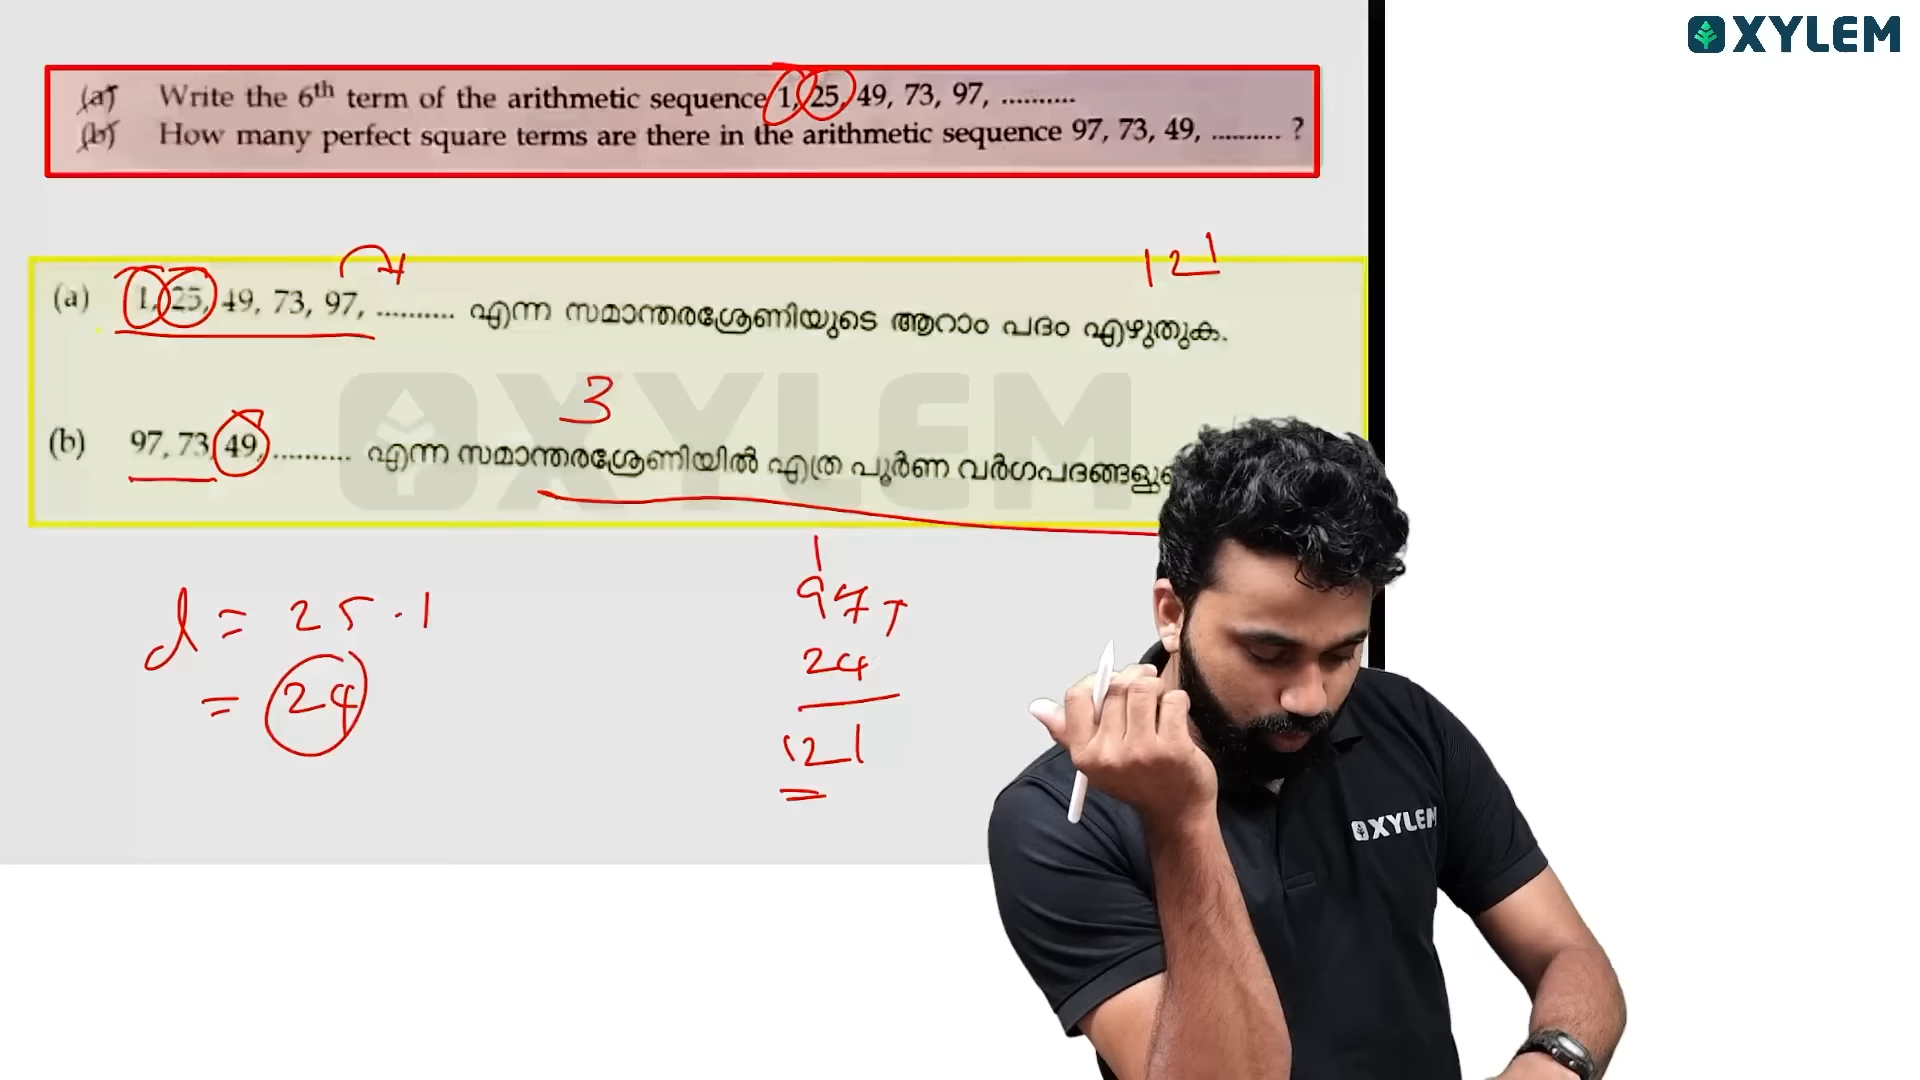 XYLEM
(a) Write the 6th term of the arithmetic sequence 1, 25, 49, 73, 97, ..........
(b) How many perfect square terms are there in the arithmetic sequence 97, 73, 49, .......... ?
121
(a) 1, 25, 49, 73, 97, .......... എന്ന സമാന്തരശ്രേണിയുടെ ആറാം പദം എഴുതുക.
XYLEM
3
(b) 97, 73, 49, .......... എന്ന സമാന്തരശ്രേണിയിൽ എത്ര പൂർണ വർഗപദങ്ങളു
d = 25 - 1
= 24
1
97+
24
121
XYLEM